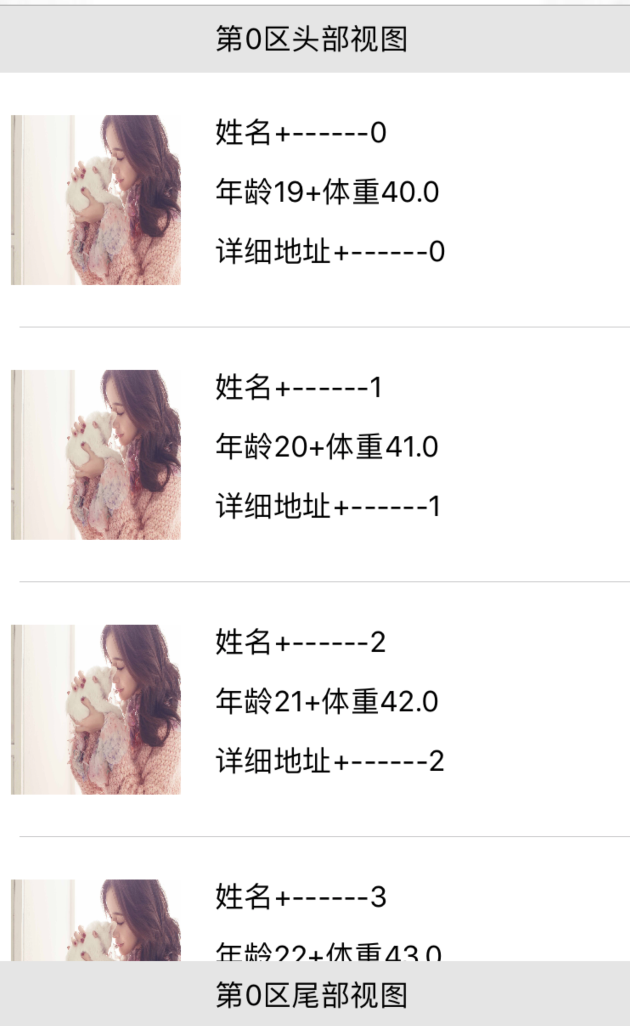 第0区头部视图
姓名+------0
年龄19+体重40.0
详细地址+------0
姓名+------1
年龄20+体重41.0
详细地址+------1
姓名+------2
年龄21+体重42.0
详细地址+------2
姓名+------3
年龄22+体重43.0
第0区尾部视图